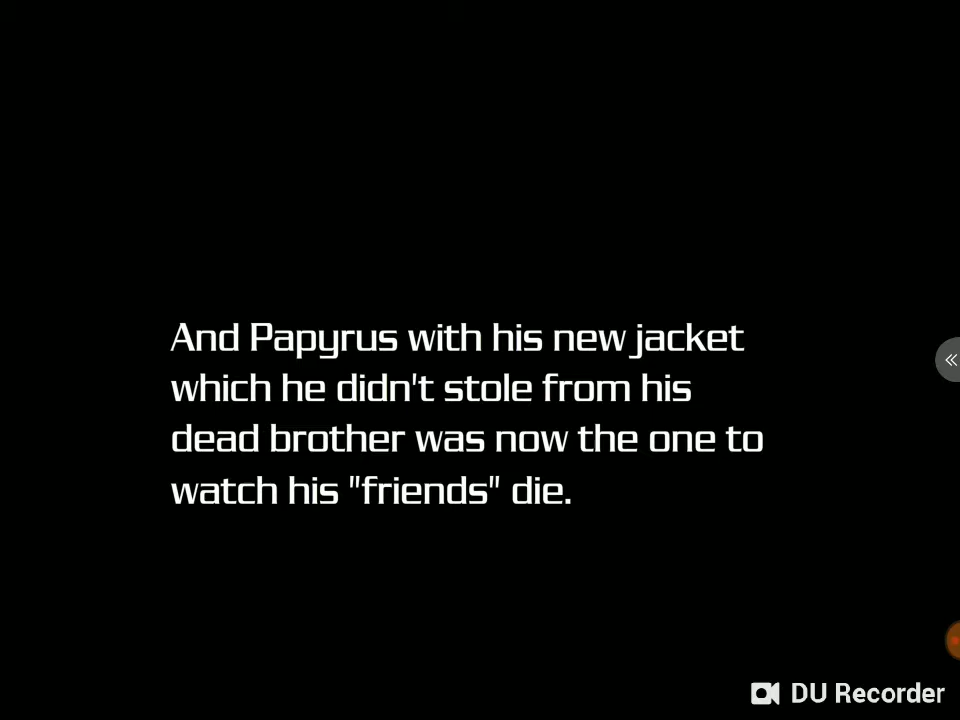 And Papyrus with his new jacket
which he didn't stole from his
dead brother was now the one to
watch his "friends" die.
DU Recorder